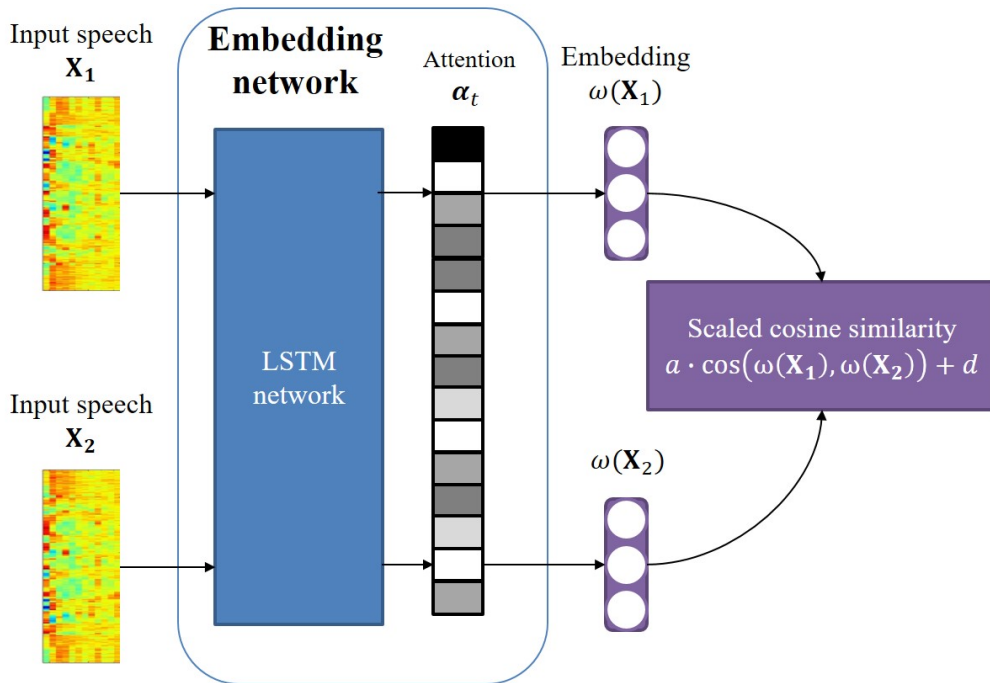 Input speech
X₁
Embedding
network
Attention
α_t
Embedding
ω(X₁)
LSTM
network
Scaled cosine similarity
a · cos(ω(X₁), ω(X₂)) + d
Input speech
X₂
ω(X₂)